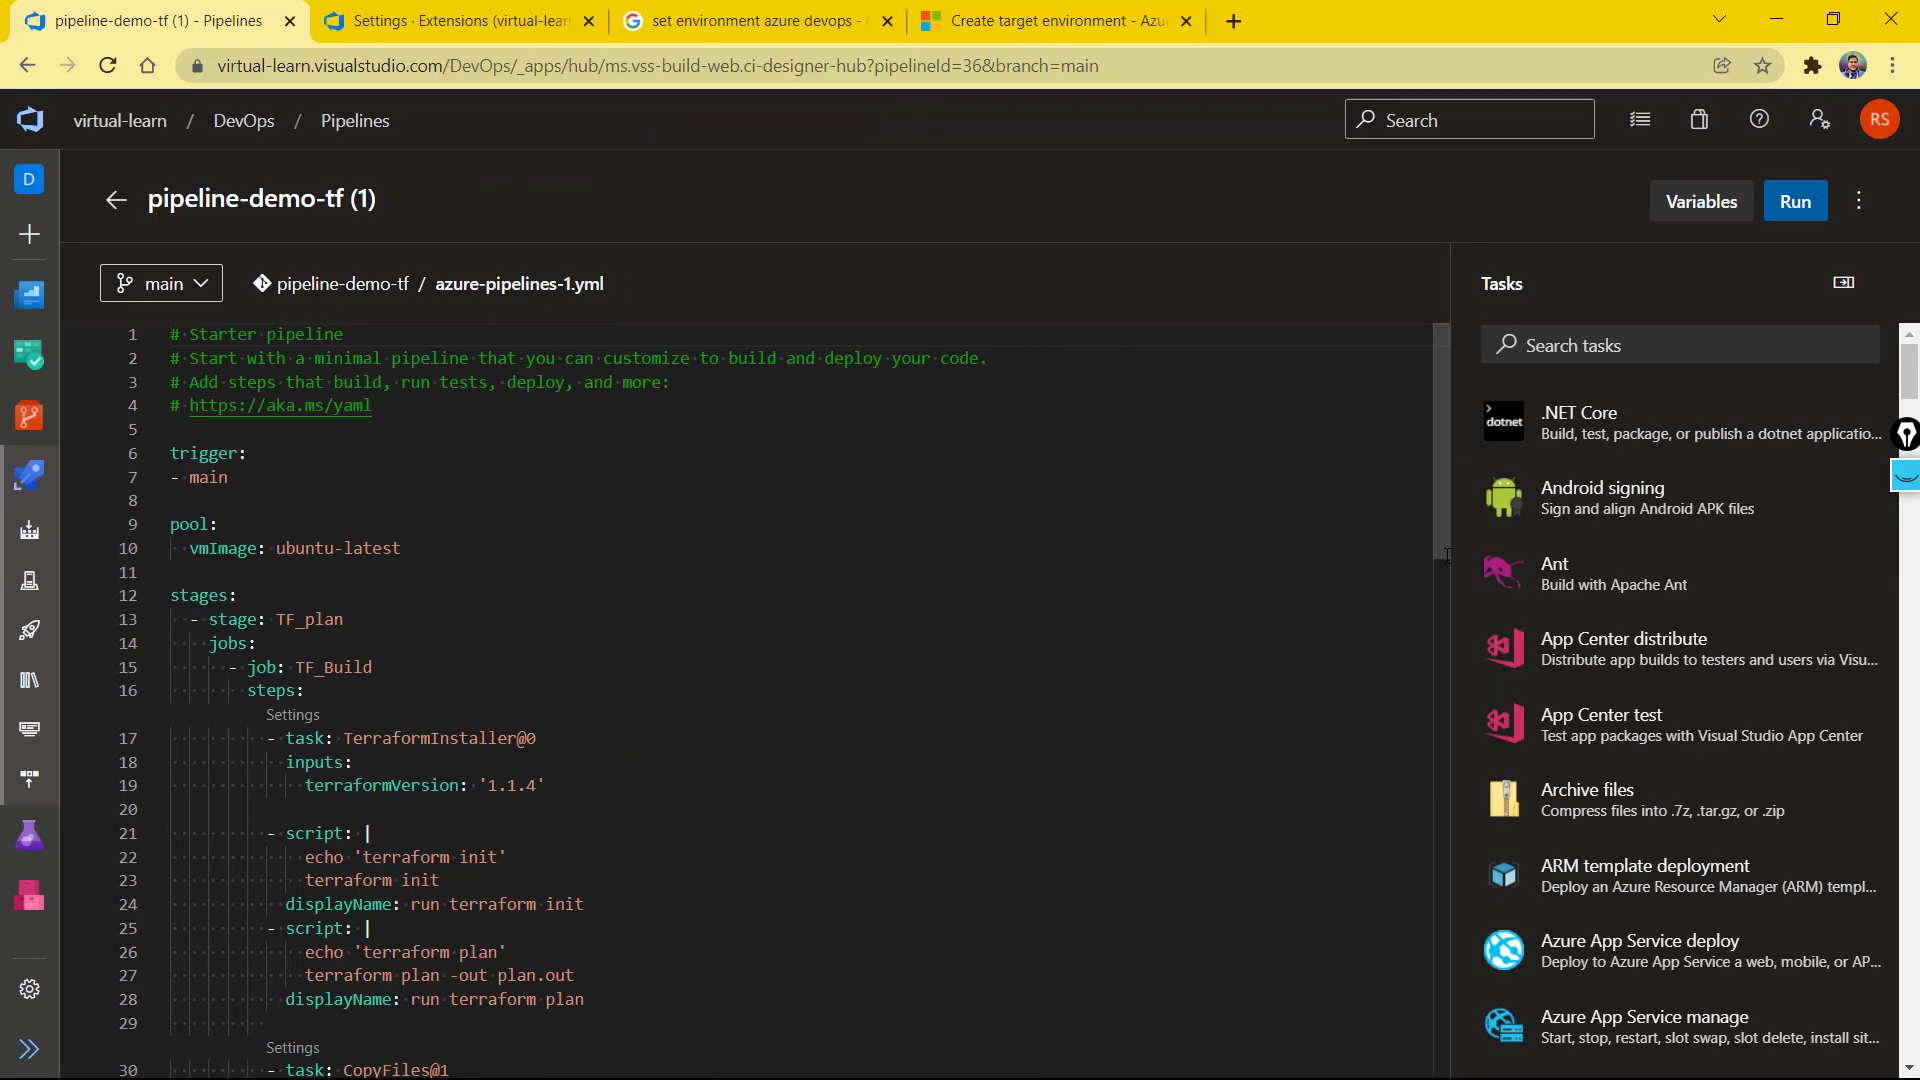 pipeline-demo-tf (1) - Pipelines
Settings · Extensions (virtual-lear
set environment azure devops -
Create target environment - Azu
virtual-learn.visualstudio.com/DevOps/_apps/hub/ms.vss-build-web.ci-designer-hub?pipelineId=36&branch=main
virtual-learn / DevOps / Pipelines
Search
RS
D
pipeline-demo-tf (1)
Variables
Run
main
pipeline-demo-tf / azure-pipelines-1.yml
1 # Starter pipeline
2 # Start with a minimal pipeline that you can customize to build and deploy your code.
3 # Add steps that build, run tests, deploy, and more:
4 # https://aka.ms/yaml
5
6 trigger:
7 - main
8
9 pool:
10 vmImage: ubuntu-latest
11
12 stages:
13 - stage: TF_plan
14 jobs:
15 - job: TF_Build
16 steps:
Settings
17 - task: TerraformInstaller@0
18 inputs:
19 terraformVersion: '1.1.4'
20
21 - script: |
22 echo 'terraform init'
23 terraform init
24 displayName: run terraform init
25 - script: |
26 echo 'terraform plan'
27 terraform plan -out plan.out
28 displayName: run terraform plan
29
Settings
30 - task: CopyFiles@1
Tasks
Search tasks
dotnet
.NET Core
Build, test, package, or publish a dotnet applicatio...
Android signing
Sign and align Android APK files
Ant
Build with Apache Ant
App Center distribute
Distribute app builds to testers and users via Visu...
App Center test
Test app packages with Visual Studio App Center
Archive files
Compress files into .7z, .tar.gz, or .zip
ARM template deployment
Deploy an Azure Resource Manager (ARM) templ...
Azure App Service deploy
Deploy to Azure App Service a web, mobile, or AP...
Azure App Service manage
Start, stop, restart, slot swap, slot delete, install sit...